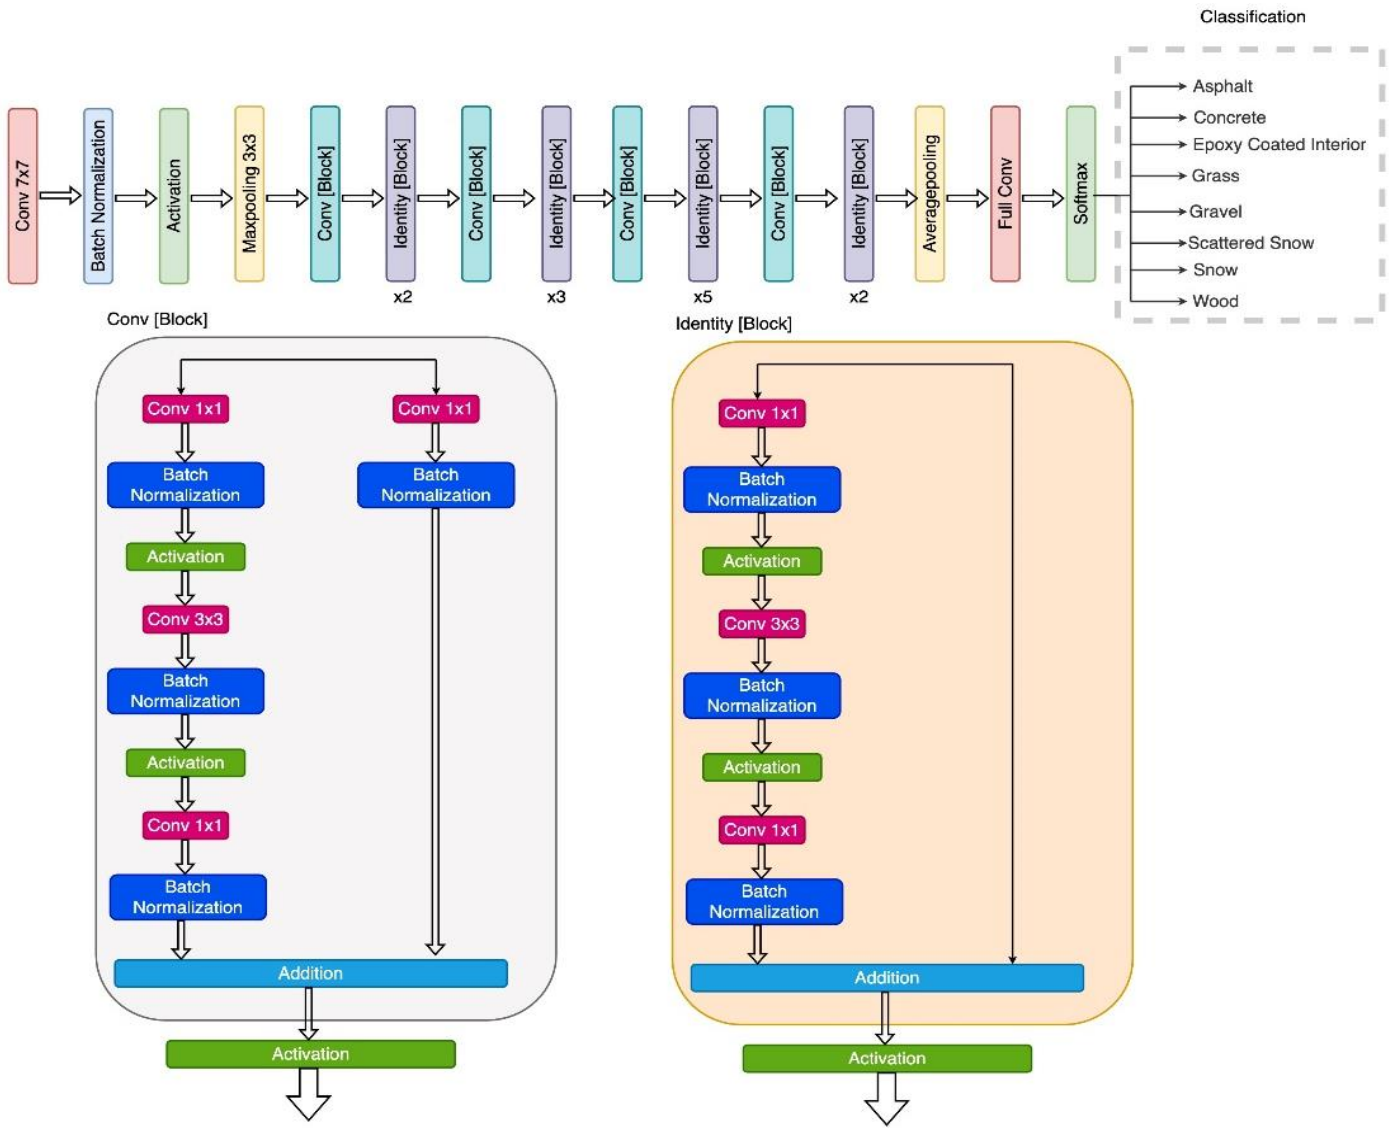 Classification
Conv 7x7
Batch Normalization
Activation
Maxpooling 3x3
Conv [Block]
Identity [Block]
Conv [Block]
Identity [Block]
Conv [Block]
Identity [Block]
Conv [Block]
Identity [Block]
Averagepooling
Full Conv
Softmax
Asphalt
Concrete
Epoxy Coated Interior
Grass
Gravel
Scattered Snow
Snow
Wood
x2
x3
x5
x2
Conv [Block]
Conv 1x1
Conv 1x1
Batch
Normalization
Batch
Normalization
Activation
Conv 3x3
Batch
Normalization
Activation
Conv 1x1
Batch
Normalization
Addition
Activation
Identity [Block]
Conv 1x1
Batch
Normalization
Activation
Conv 3x3
Batch
Normalization
Activation
Conv 1x1
Batch
Normalization
Addition
Activation